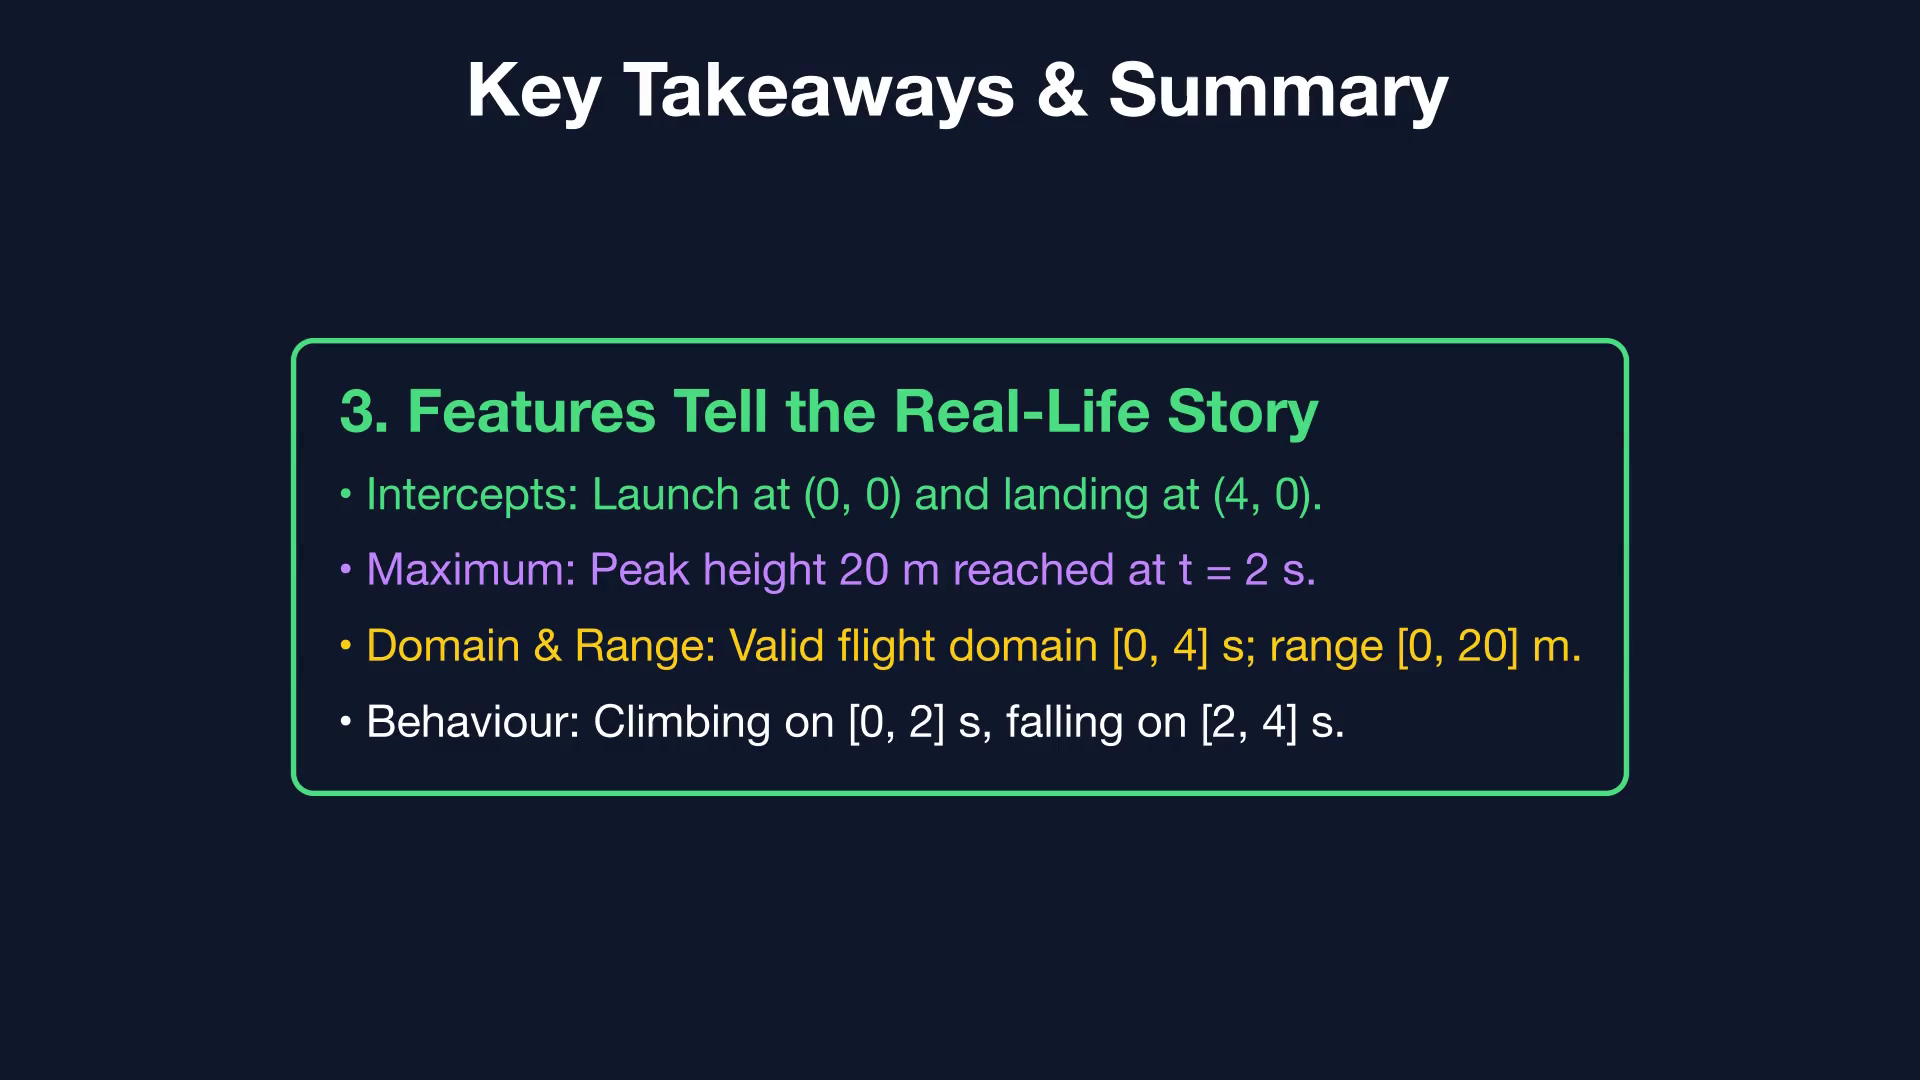 Key Takeaways & Summary
3. Features Tell the Real-Life Story
• Intercepts: Launch at (0, 0) and landing at (4, 0).
• Maximum: Peak height 20 m reached at t = 2 s.
• Domain & Range: Valid flight domain [0, 4] s; range [0, 20] m.
• Behaviour: Climbing on [0, 2] s, falling on [2, 4] s.